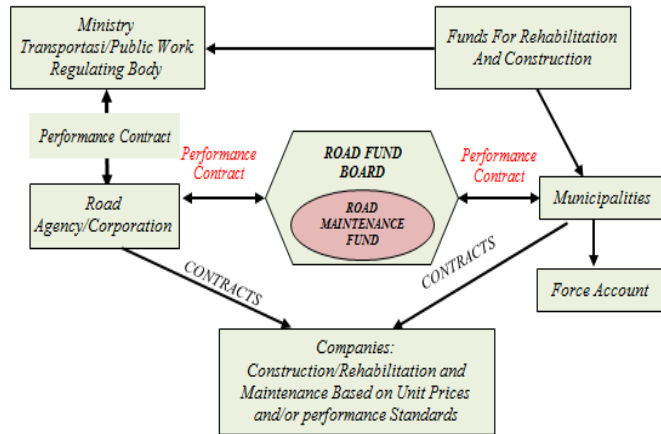 Ministry
Transportasi/Public Work
Regulating Body
Funds For Rehabilitation
And Construction
Performance Contract
Performance
Contract
ROAD FUND
BOARD
ROAD
MAINTENANCE
FUND
Performance
Contract
Road
Agency/Corporation
Municipalities
CONTRACTS
CONTRACTS
Force Account
Companies:
Construction/Rehabilitation and
Maintenance Based on Unit Prices
and/or performance Standards